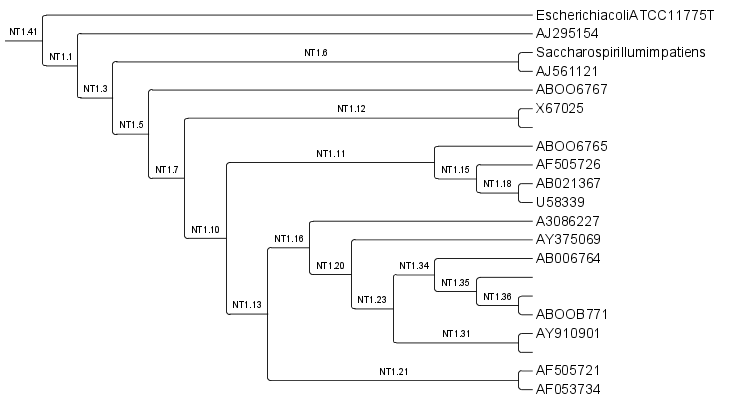 EscherichiacoliATCC11775T
NT1.41
AJ295154
NT1.1
NT1.6
Saccharospirillumimpatiens
AJ561121
NT1.3
ABOO6767
NT1.5
NT1.12
X67025
NT1.7
NT1.11
ABOO6765
NT1.15
AF505726
NT1.18
AB021367
U58339
NT1.10
A3086227
NT1.16
AY375069
NT1.20
AB006764
NT1.34
NT1.35
NT1.36
NT1.23
NT1.13
ABOOB771
NT1.31
AY910901
NT1.21
AF505721
AF053734